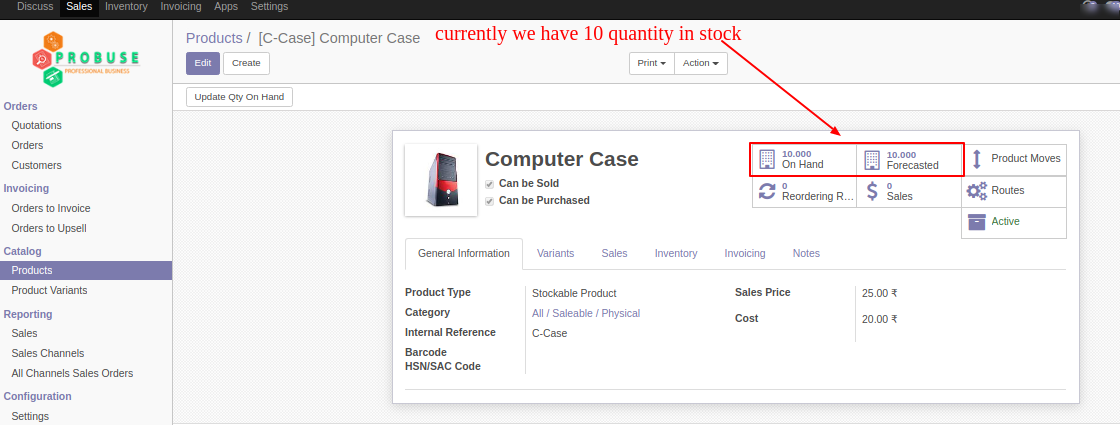 Discuss Sales Inventory Invoicing Apps Settings
Products / [C-Case] Computer Case
currently we have 10 quantity in stock
PROBUSE
PROFESSIONAL BUSINESS
Edit Create
Print Action
Update Qty On Hand
Orders
Quotations
Orders
Customers
Invoicing
Orders to Invoice
Orders to Upsell
Catalog
Products
Product Variants
Reporting
Sales
Sales Channels
All Channels Sales Orders
Configuration
Settings
Computer Case
Can be Sold
Can be Purchased
10.000
On Hand
10.000
Forecasted
Product Moves
0
Reordering R...
0
Sales
Routes
Active
General Information Variants Sales Inventory Invoicing Notes
Product Type Stockable Product
Category All / Saleable / Physical
Internal Reference C-Case
Barcode
HSN/SAC Code
Sales Price 25.00 ₹
Cost 20.00 ₹